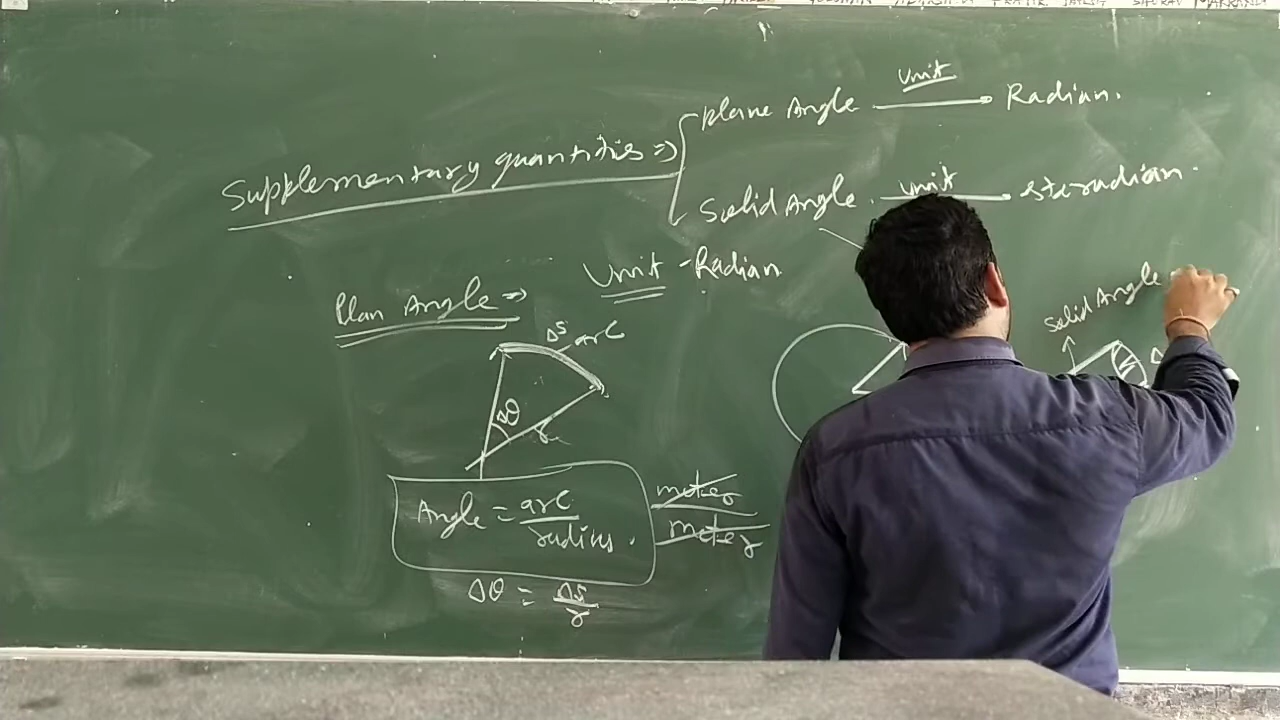 Supplementary quantities ⇒
Plane Angle unit → Radian.
Solid Angle. unit → steradian.
Plan Angle ⇒ Unit - Radian
Δs arc
Δθ
r
Angle = arc / radius. meter / meter
Δθ = Δs / r
Solid Angle